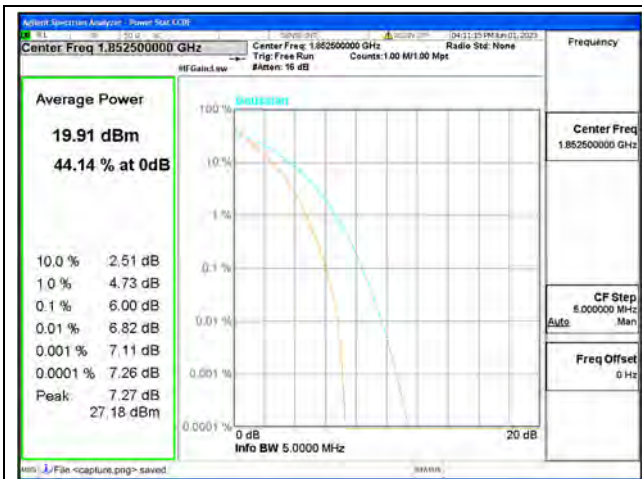 Agilent Spectrum Analyzer - Power Stat CCDF
04:11:15 PM Jun 01, 2023
Center Freq 1.852500000 GHz
Center Freq: 1.852500000 GHz
Radio Std: None
Trig: Free Run
Counts:1.00 M/1.00 Mpt
#IFGain:Low
#Atten: 16 dB
Frequency
Average Power
19.91 dBm
44.14 % at 0dB
10.0 % 2.51 dB
1.0 % 4.73 dB
0.1 % 6.00 dB
0.01 % 6.82 dB
0.001 % 7.11 dB
0.0001 % 7.26 dB
Peak 7.27 dB
27.18 dBm
Gaussian
100 %
10 %
1 %
0.1 %
0.01 %
0.001 %
0.0001 %
0 dB
20 dB
Info BW 5.0000 MHz
Center Freq
1.852500000 GHz
CF Step
5.000000 MHz
Auto Man
Freq Offset
0 Hz
MSG File <capture.png> saved
STATUS